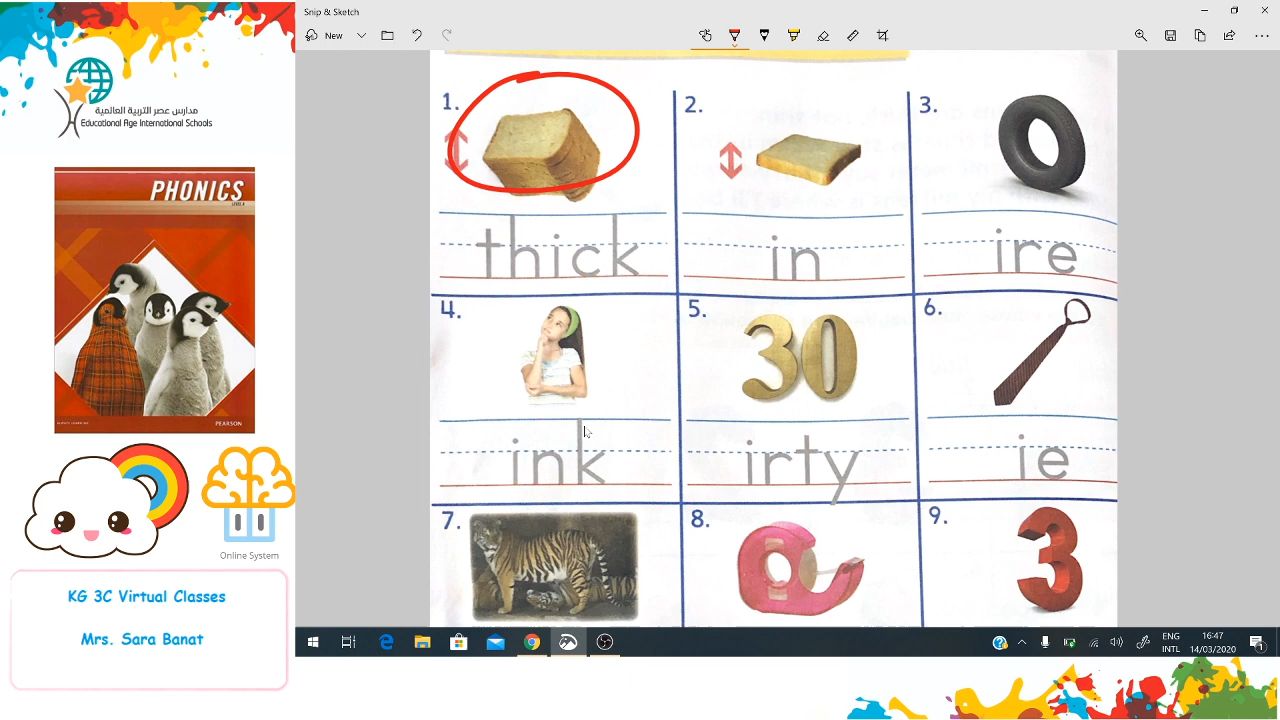 Snip & Sketch
New
مدارس عصر التربية العالمية
Educational Age International Schools
PHONICS
LEVEL K
PEARSON
Online System
KG 3C Virtual Classes
Mrs. Sara Banat
1.
2.
3.
thick
in
ire
4.
5.
30
6.
ink
irty
ie
7.
8.
9.
3
ENG
INTL
16:47
14/03/2020